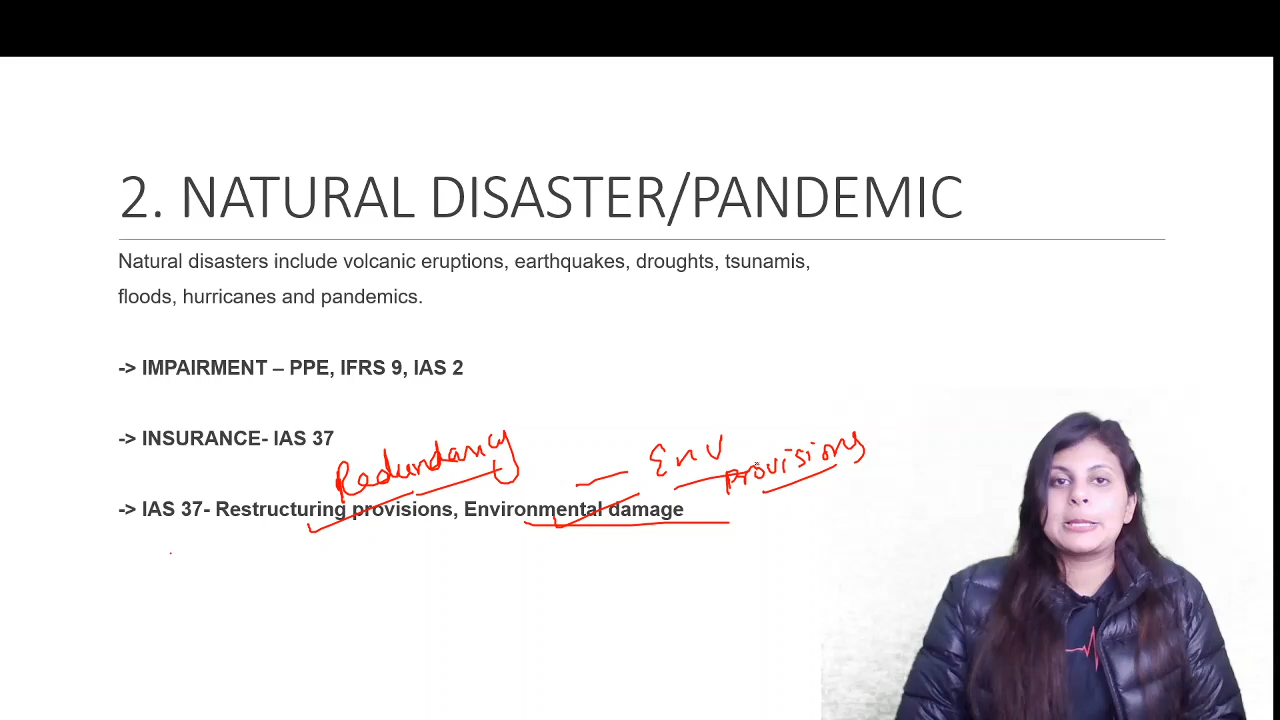 2. NATURAL DISASTER/PANDEMIC
Natural disasters include volcanic eruptions, earthquakes, droughts, tsunamis,
floods, hurricanes and pandemics.
-> IMPAIRMENT – PPE, IFRS 9, IAS 2
-> INSURANCE- IAS 37
Redundancy
Env
provisions
-> IAS 37- Restructuring provisions, Environmental damage